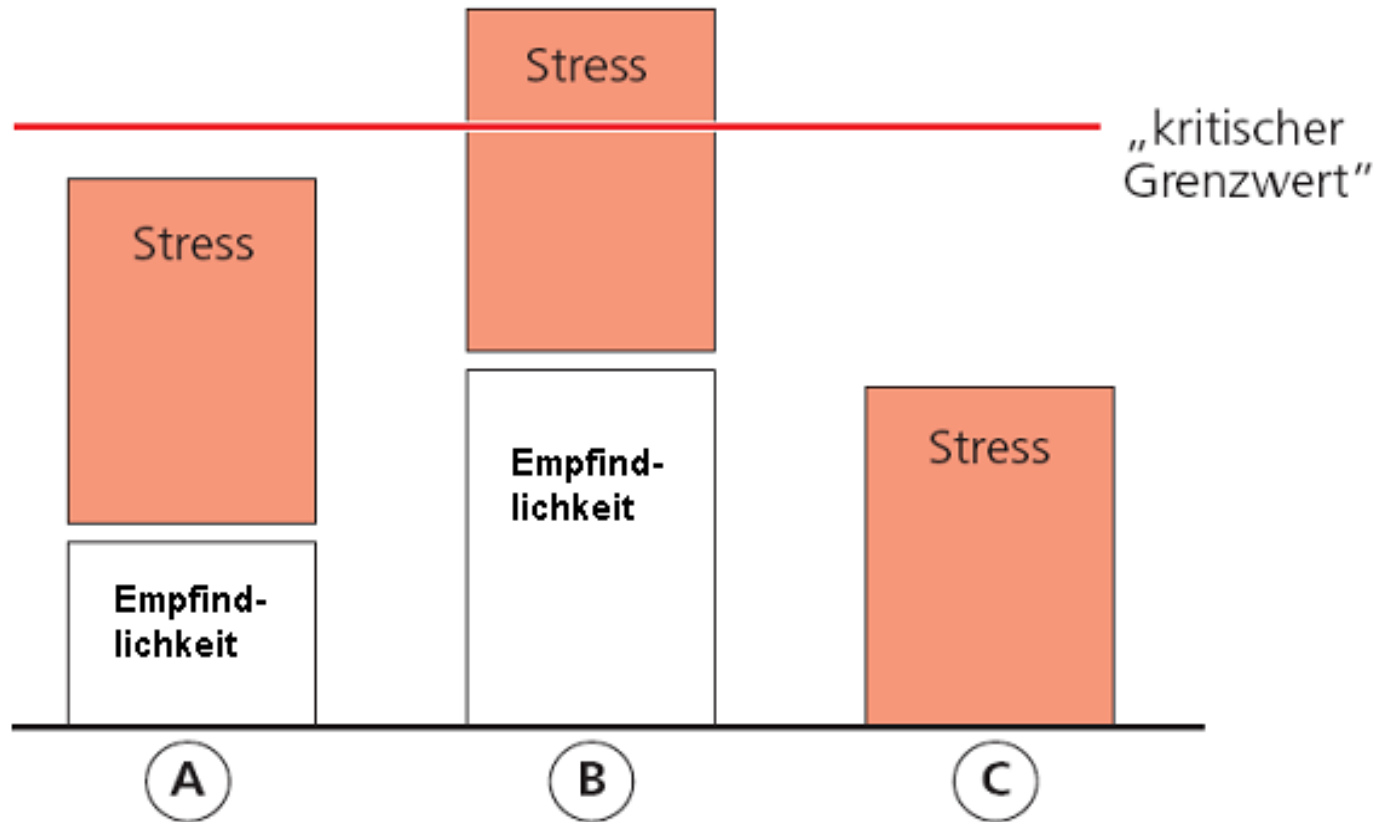 Stress
„kritischer
Grenzwert”
Stress
Stress
Empfind-
lichkeit
Empfind-
lichkeit
A
B
C